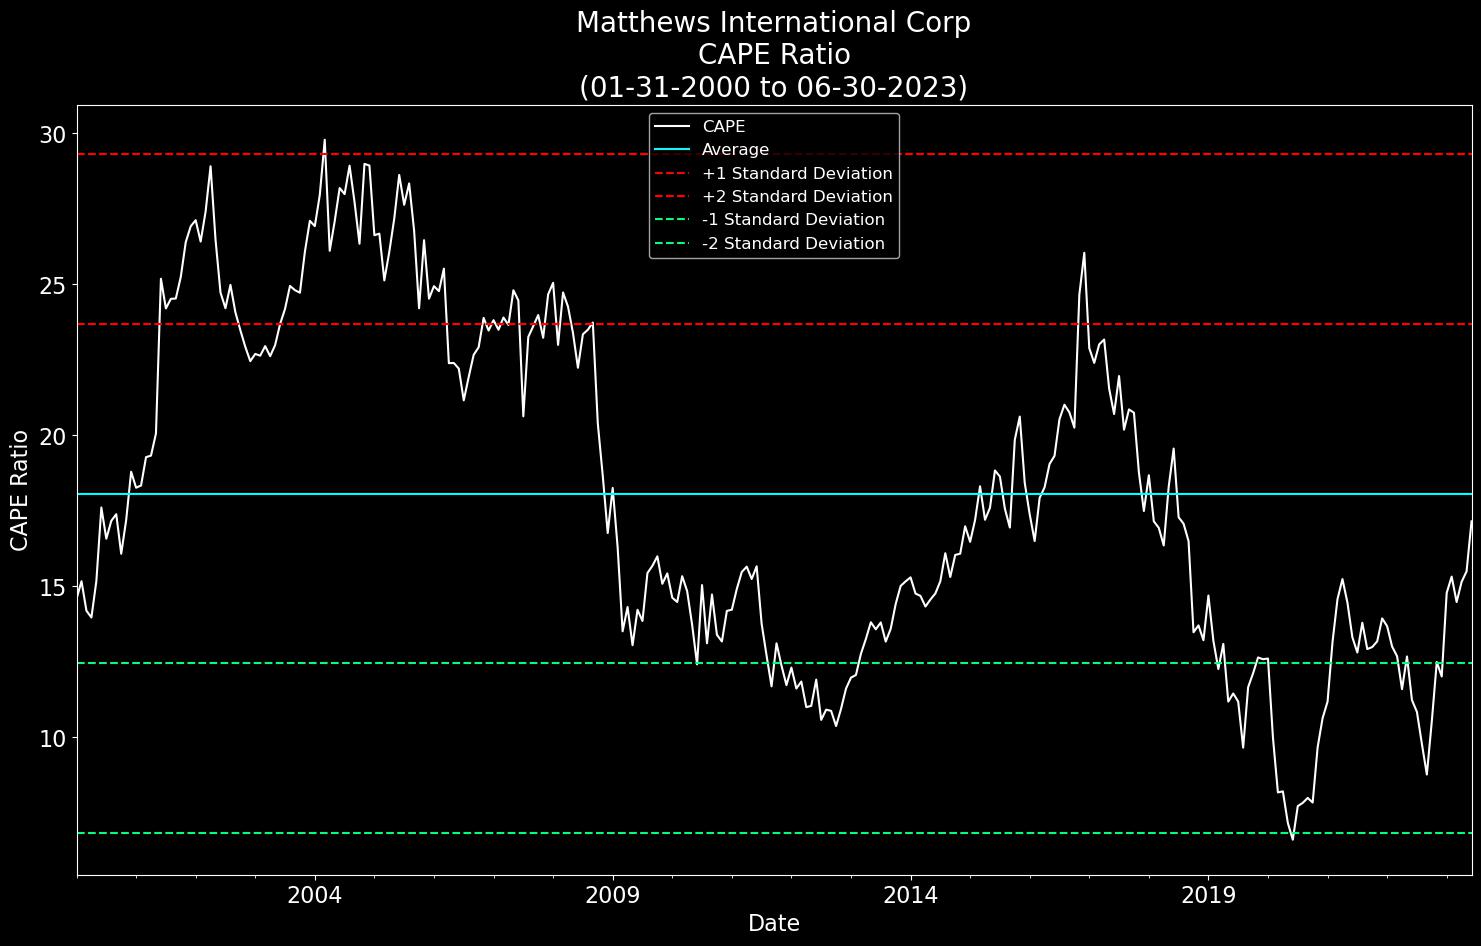 Matthews International Corp
CAPE Ratio
(01-31-2000 to 06-30-2023)
CAPE
Average
+1 Standard Deviation
+2 Standard Deviation
-1 Standard Deviation
-2 Standard Deviation
30
25
20
15
10
CAPE Ratio
2004 2009 2014 2019
Date